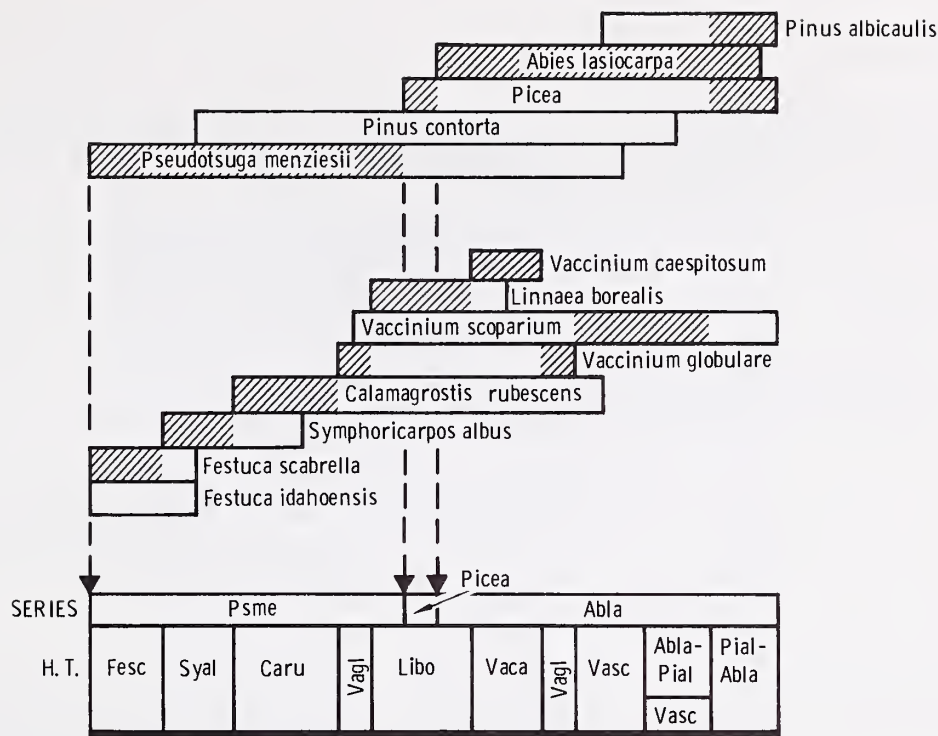 Pinus albicaulis
Abies lasiocarpa
Picea
Pinus contorta
Pseudotsuga menziesii
Vaccinium caespitosum
Linnaea borealis
Vaccinium scoparium
Vaccinium globulare
Calamagrostis rubescens
Symphoricarpos albus
Festuca scabrella
Festuca idahoensis
Picea
SERIES Psme Abla
H. T. Fesc Syal Caru Vagl Libo Vaca Vagl Vasc Abla- Pial-
Pial Abla
Vasc